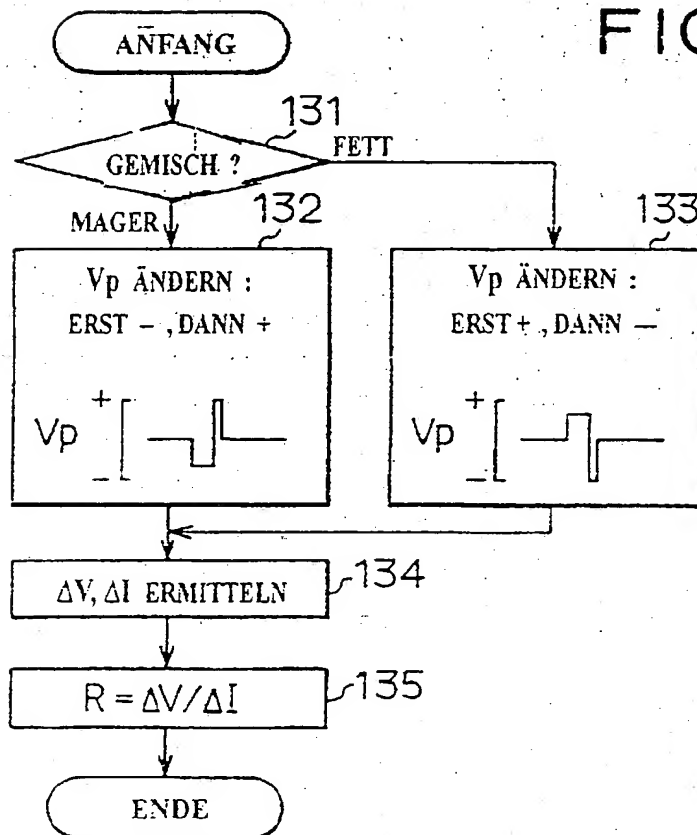 FIG
ANFANG
131
GEMISCH ?
FETT
MAGER
132
Vp ÄNDERN :
ERST − , DANN +
Vp
+
−
133
Vp ÄNDERN :
ERST + , DANN —
Vp
+
−
ΔV, ΔI ERMITTELN
134
R = ΔV/ΔI
135
ENDE